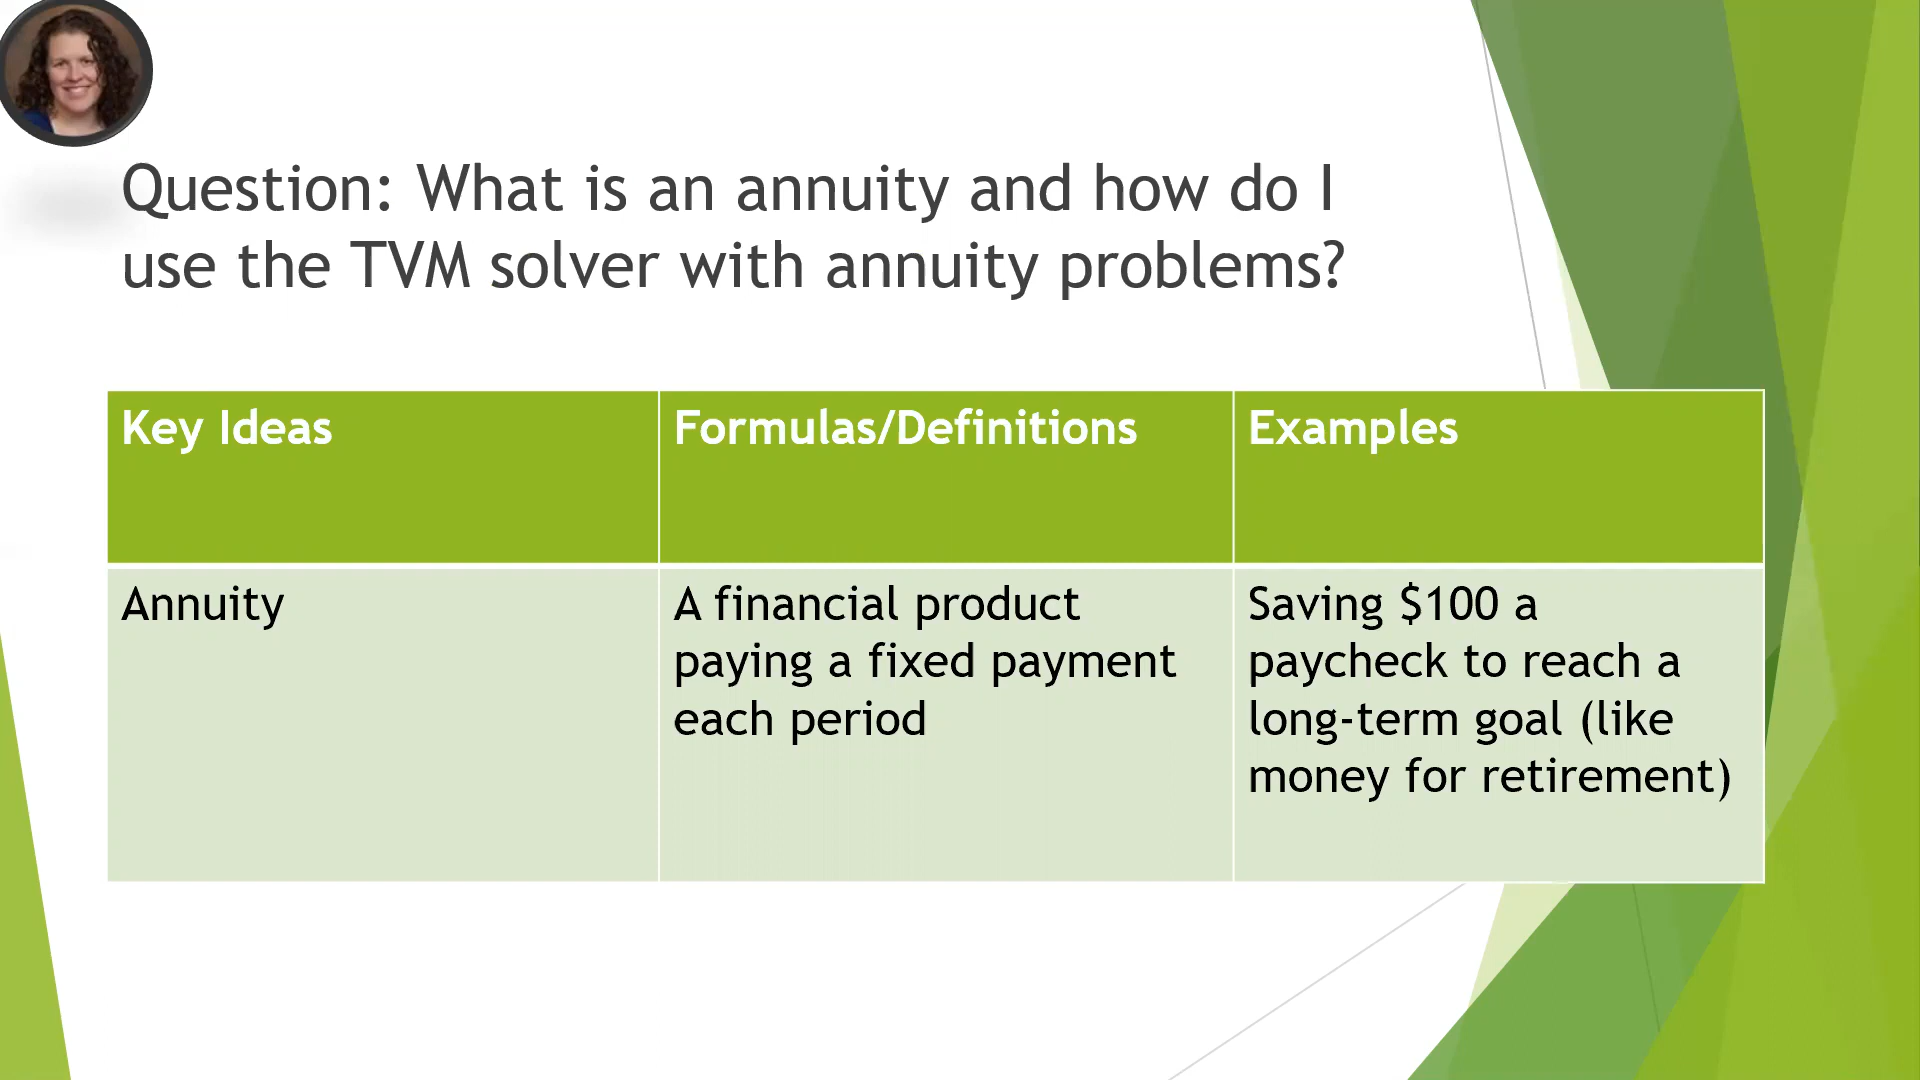 Question: What is an annuity and how do I
use the TVM solver with annuity problems?
Key Ideas
Formulas/Definitions
Examples
Annuity
A financial product
paying a fixed payment
each period
Saving $100 a
paycheck to reach a
long-term goal (like
money for retirement)